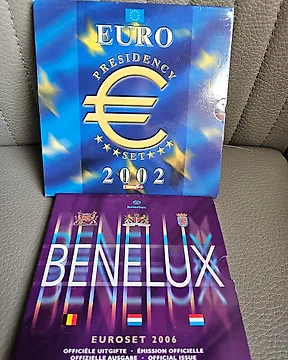 EURO
PRESIDENCY
€
SET
2002
BENELUX
EUROSET 2006
OFFICIËLE UITGIFTE - ÉMISSION OFFICIELLE
OFFIZIELLE AUSGABE - OFFICIAL ISSUE